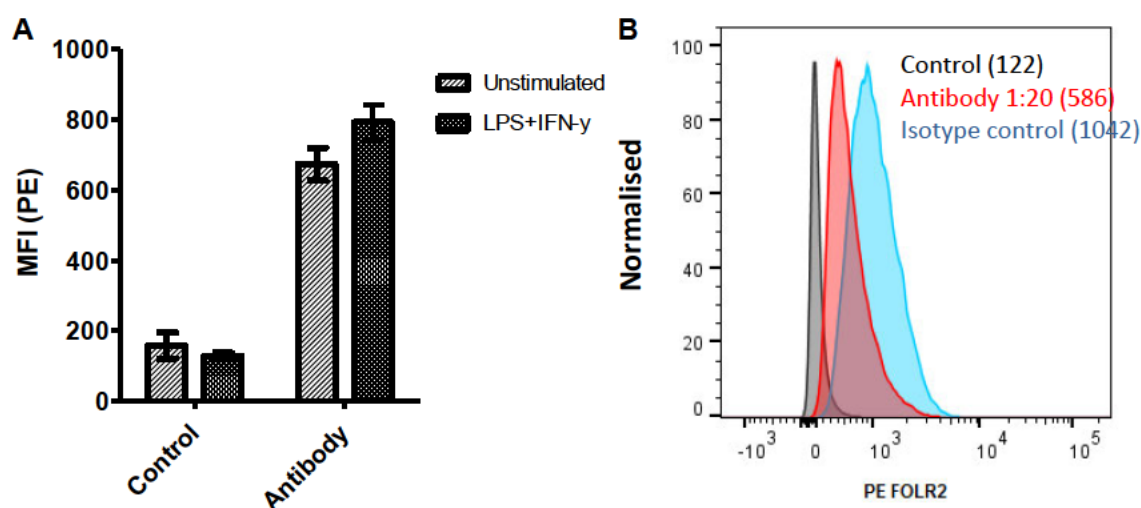 A
1000
800
600
400
200
0
MFI (PE)
Control
Antibody
Unstimulated
LPS+IFN-y
B
100
80
60
40
20
0
Normalised
Control (122)
Antibody 1:20 (586)
Isotype control (1042)
-10³ 0 10³ 10⁴ 10⁵
PE FOLR2